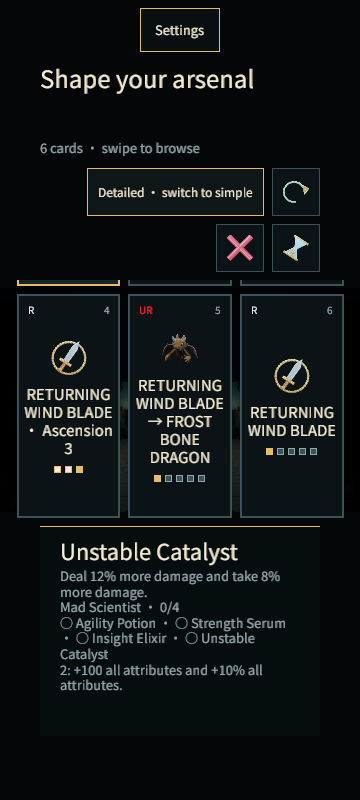 Settings
Shape your arsenal
6 cards • swipe to browse
Detailed • switch to simple
R 4
RETURNING
WIND BLADE
• Ascension
3
UR 5
RETURNING
WIND BLADE
→ FROST
BONE
DRAGON
R 6
RETURNING
WIND BLADE
Unstable Catalyst
Deal 12% more damage and take 8%
more damage.
Mad Scientist • 0/4
◯ Agility Potion • ◯ Strength Serum
• ◯ Insight Elixir • ◯ Unstable
Catalyst
2: +100 all attributes and +10% all
attributes.